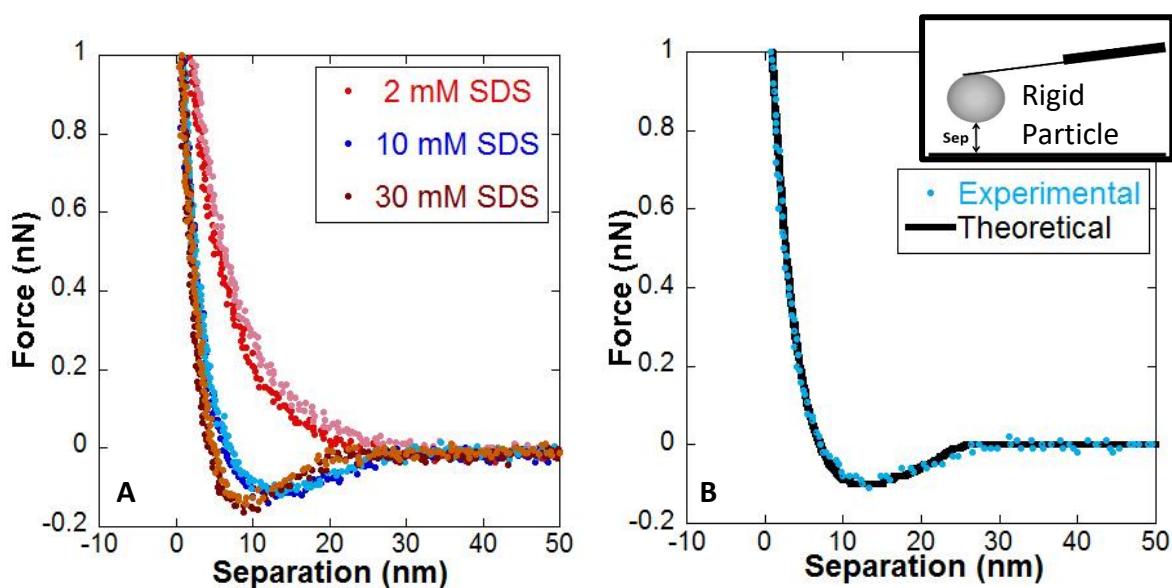 1
0.8
0.6
0.4
0.2
0
-0.2
Force (nN)
-10 0 10 20 30 40 50
Separation (nm)
2 mM SDS
10 mM SDS
30 mM SDS
A
1
0.8
0.6
0.4
0.2
0
-0.2
Force (nN)
-10 0 10 20 30 40 50
Separation (nm)
Rigid
Particle
Sep
Experimental
Theoretical
B